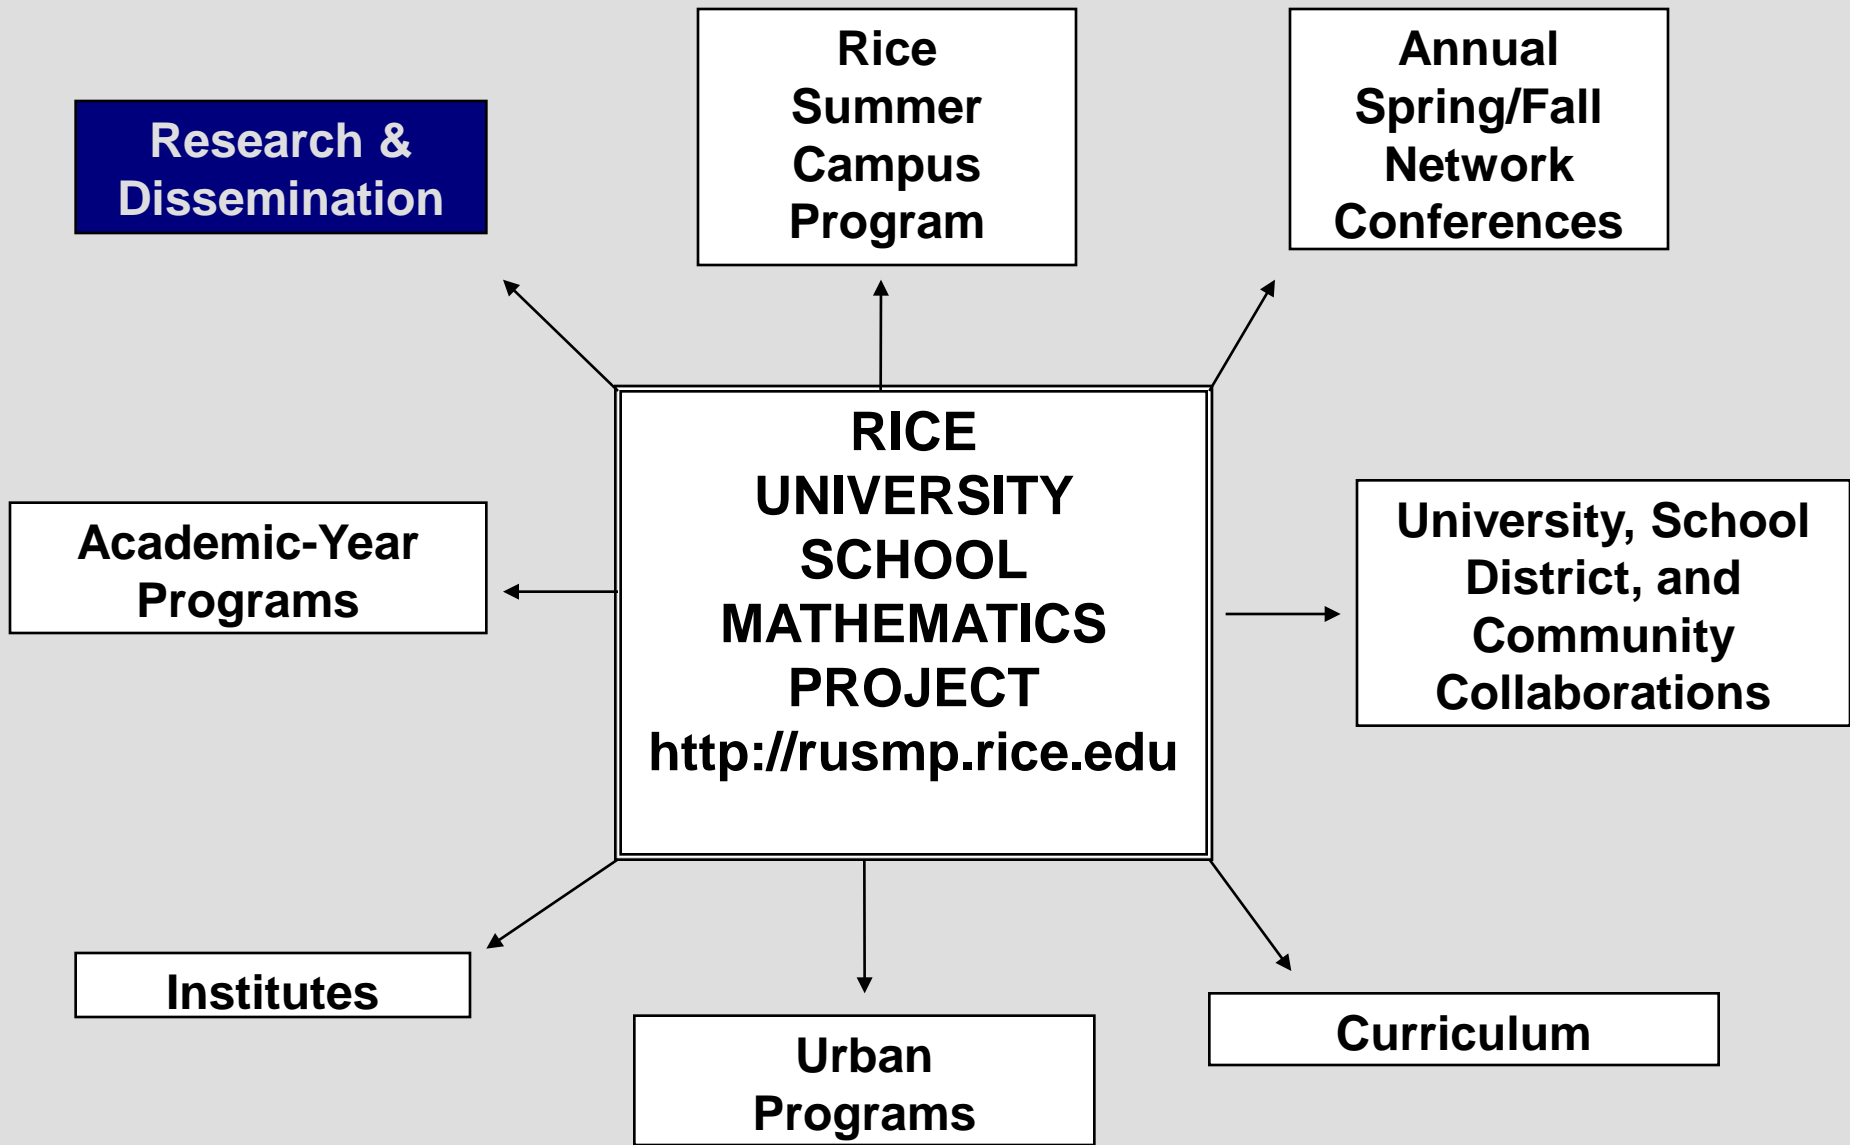 Rice
Summer
Campus
Program
Annual
Spring/Fall
Network
Conferences
Research &
Dissemination
RICE
UNIVERSITY
SCHOOL
MATHEMATICS
PROJECT
http://rusmp.rice.edu
Academic-Year
Programs
University, School
District, and
Community
Collaborations
Institutes
Urban
Programs
Curriculum